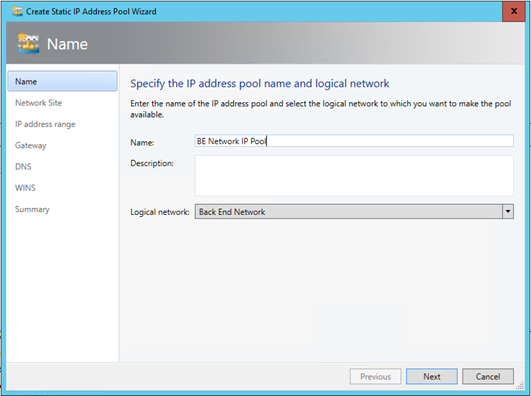 Create Static IP Address Pool Wizard
x
Name
Name
Network Site
IP address range
Gateway
DNS
WINS
Summary
Specify the IP address pool name and logical network
Enter the name of the IP address pool and select the logical network to which you want to make the pool
available.
Name: BE Network IP Pool
Description:
Logical network: Back End Network
Previous Next Cancel